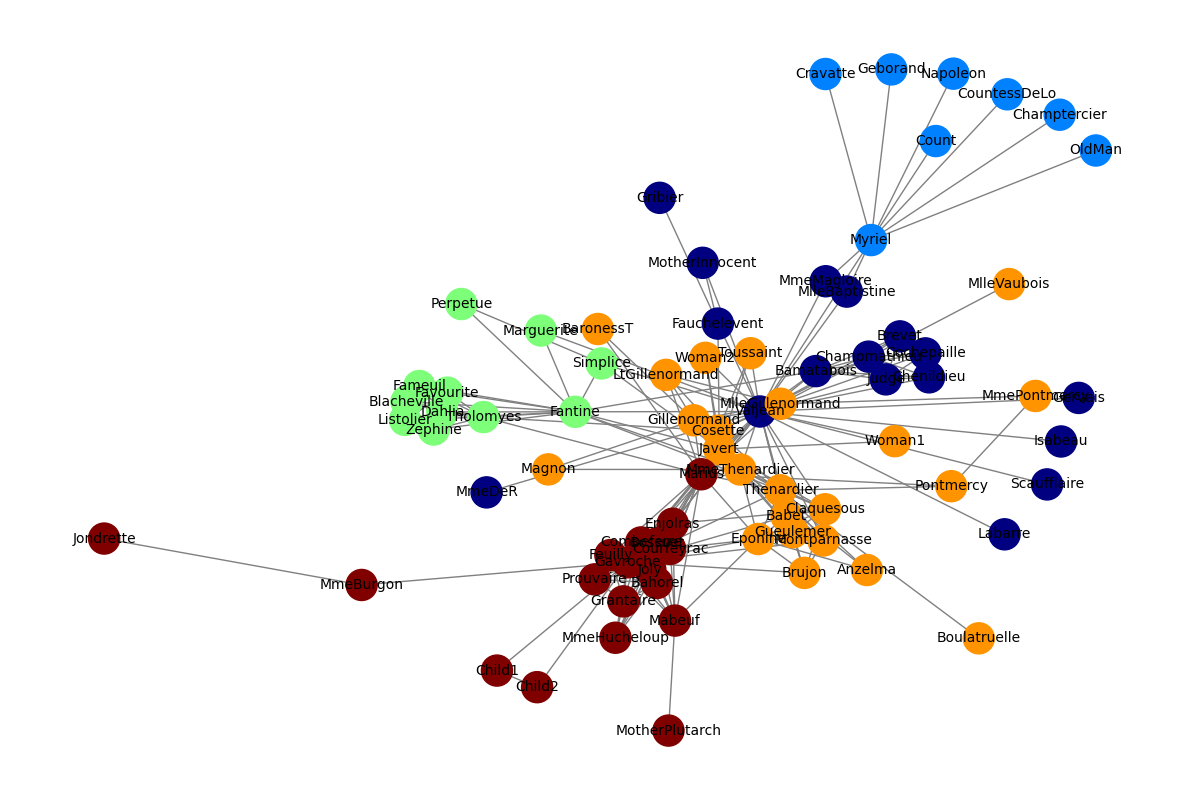 Cravatte
Geborand
Napoleon
CountessDeLo
Champtercier
Count
OldMan
Gribier
Myriel
MotherInnocent
MmeMagloire
MlleBaptistine
MlleVaubois
Perpetue
Marguerite
BaronessT
Fauchelevent
Simplice
Woman2
Toussaint
LtGillenormand
Brevet
Champmathieu
Cochepaille
Bamatabois
Judge
Chenildieu
Fameuil
Favourite
Blacheville
Dahlia
Listolier
Tholomyes
Zephine
Fantine
Gillenormand
MlleGillenormand
Valjean
MmePontmercy
Gervais
Cosette
Javert
Woman1
Isabeau
Magnon
Marius
MmeThenardier
MmeDeR
Thenardier
Pontmercy
Scaufflaire
Claquesous
Babet
Enjolras
Gueulemer
Labarre
Jondrette
Combeferre
Bossuet
Courfeyrac
Eponine
Montparnasse
Feuilly
Gavroche
Joly
Prouvaire
Bahorel
MmeBurgon
Brujon
Anzelma
Grantaire
Mabeuf
MmeHucheloup
Boulatruelle
Child1
Child2
MotherPlutarch